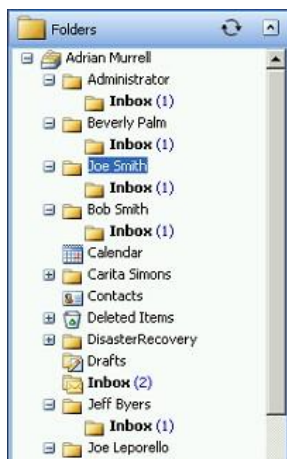 Folders
Adrian Murrell
Administrator
Inbox (1)
Beverly Palm
Inbox (1)
Joe Smith
Inbox (1)
Bob Smith
Inbox (1)
Calendar
Carita Simons
Contacts
Deleted Items
DisasterRecovery
Drafts
Inbox (2)
Jeff Byers
Inbox (1)
Joe Leporello